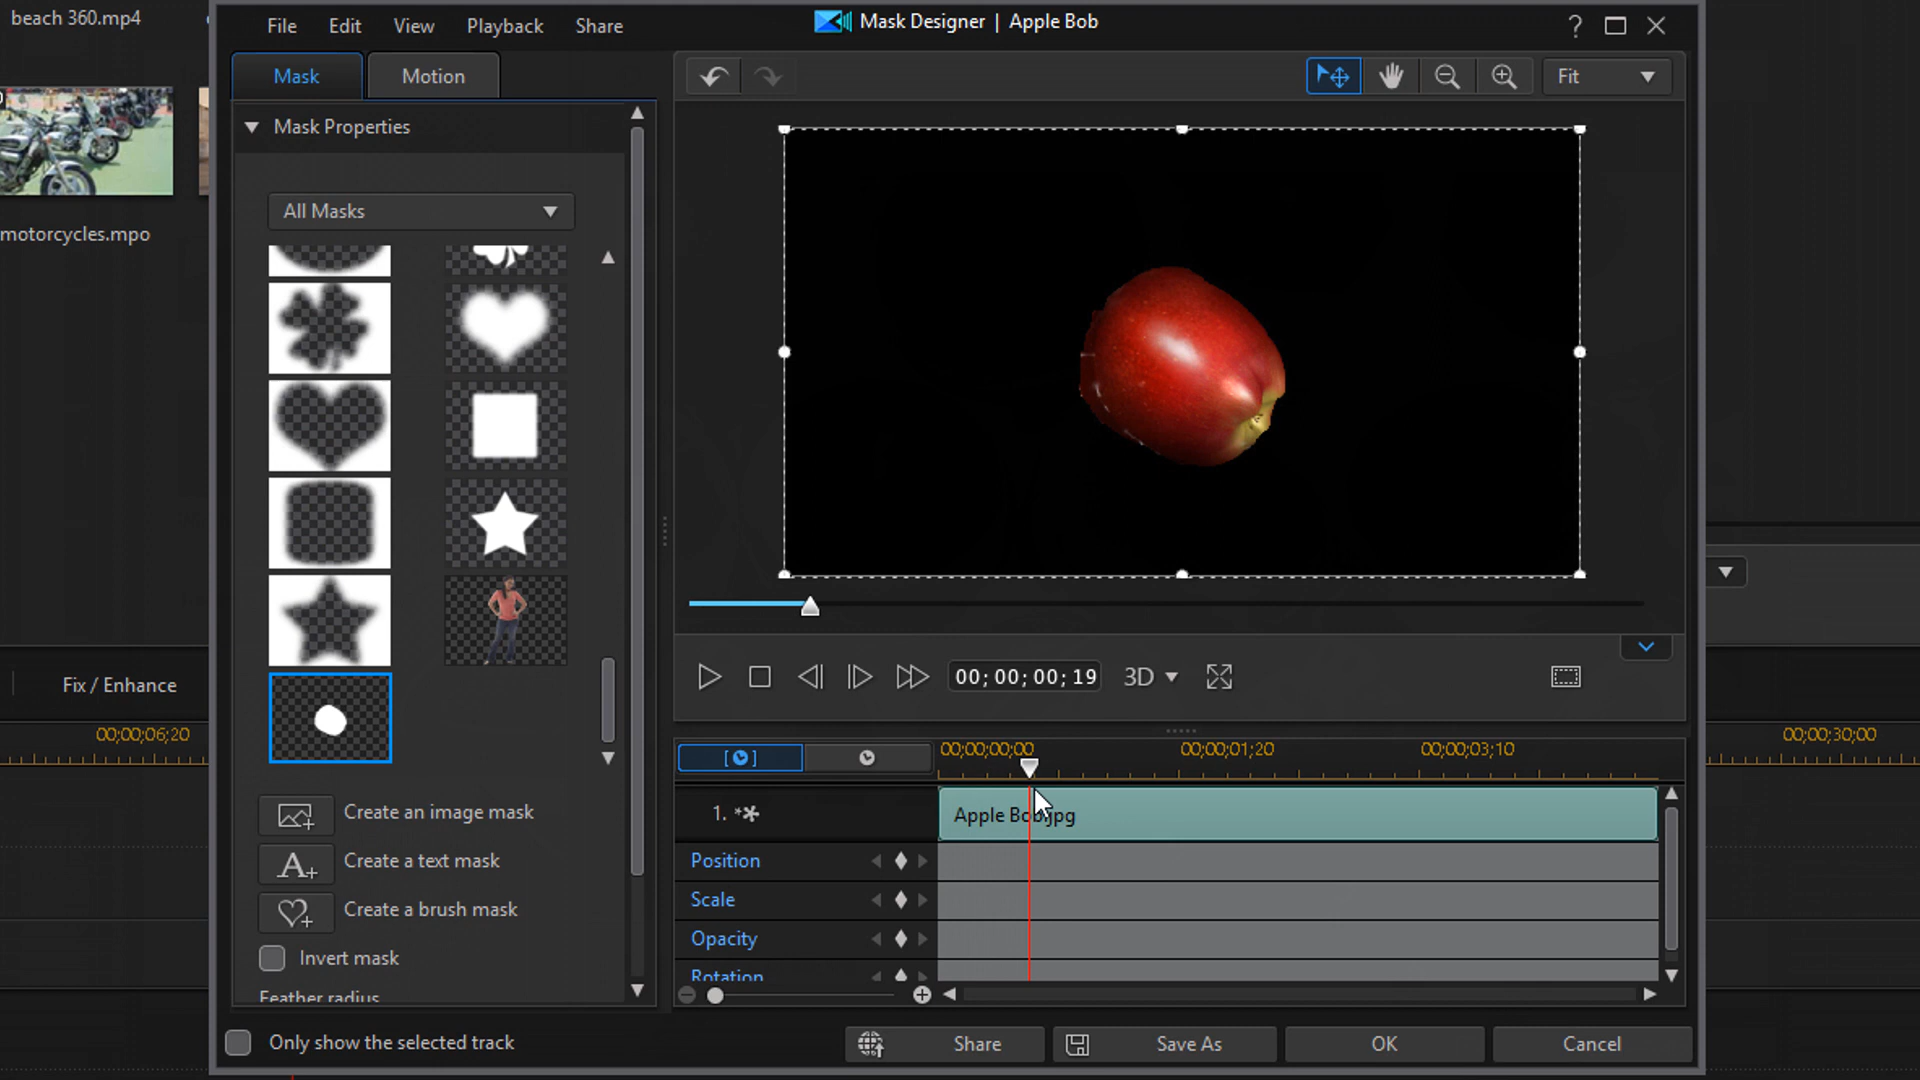 beach 360.mp4
File Edit View Playback Share
Mask Designer | Apple Bob
?
Mask Motion
Fit
Mask Properties
All Masks
motorcycles.mpo
Fix / Enhance
00;00;00;19
3D
00;00;06;20
00;00;00;00 00;00;01;20 00;00;03;10
00;00;30;00
1.
Apple Bob.jpg
Create an image mask
Create a text mask
Create a brush mask
Invert mask
Feather radius
Position
Scale
Opacity
Rotation
Only show the selected track
Share
Save As
OK
Cancel